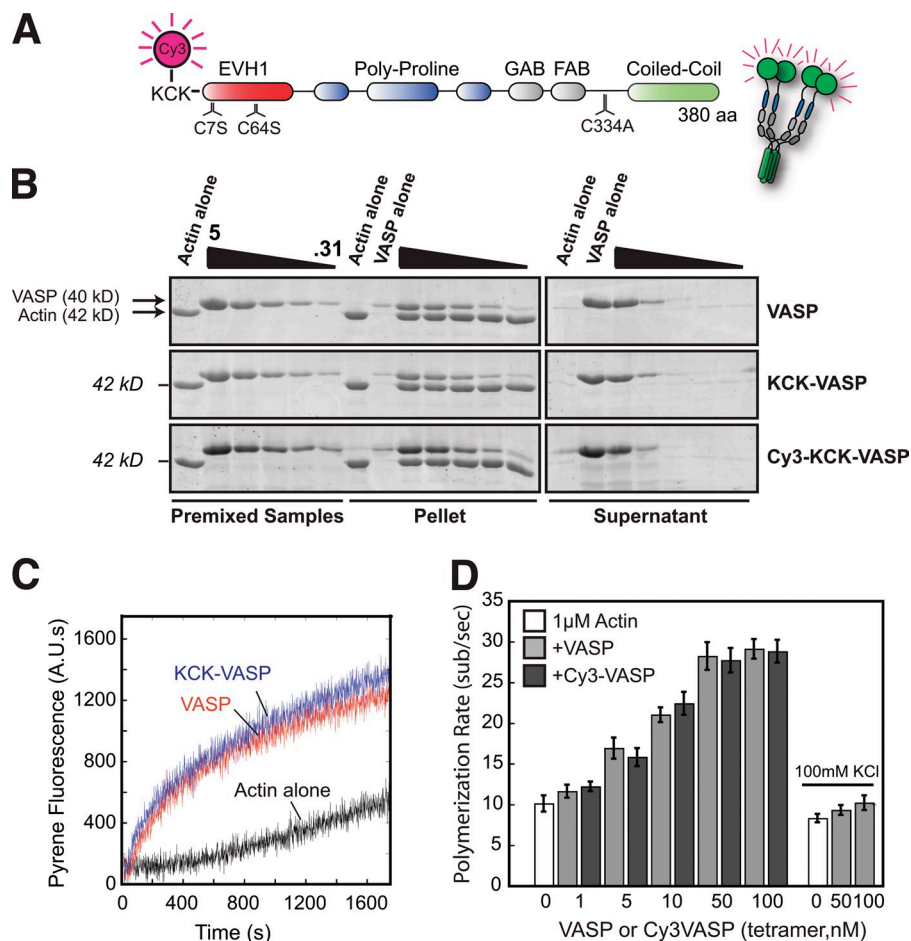 A
Cy3
KCK
EVH1
Poly-Proline
GAB FAB
Coiled-Coil
C7S
C64S
C334A
380 aa
B
Actin alone
5
.31
Actin alone
VASP alone
Actin alone
VASP alone
VASP (40 kD)
Actin (42 kD)
VASP
42 kD
KCK-VASP
42 kD
Cy3-KCK-VASP
Premixed Samples
Pellet
Supernatant
C
Pyrene Fluorescence (A.U.s)
1600
1200
800
400
0
KCK-VASP
VASP
Actin alone
0 400 800 1200 1600
Time (s)
D
Polymerization Rate (sub/sec)
35
30
25
20
15
10
5
0
1µM Actin
+VASP
+Cy3-VASP
100mM KCl
0 1 5 10 50 100 0 50 100
VASP or Cy3VASP (tetramer,nM)